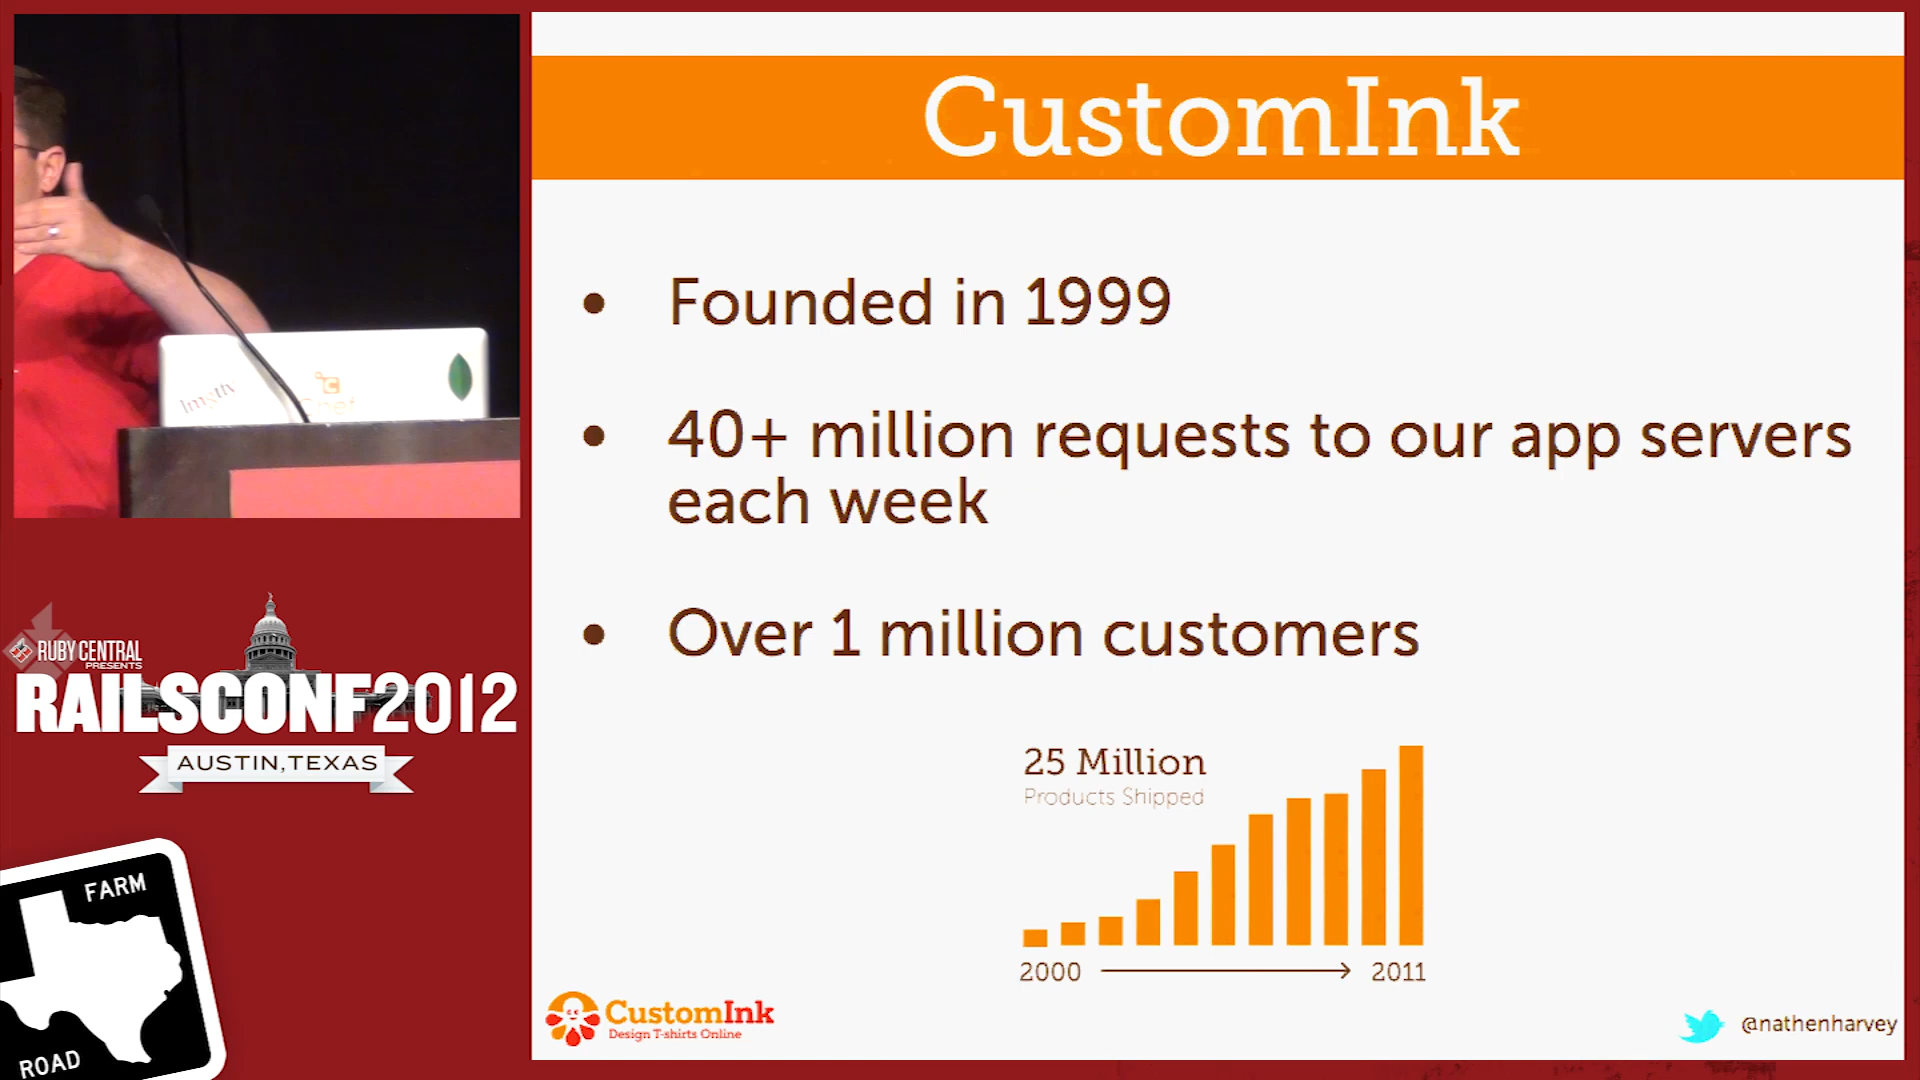 CustomInk
• Founded in 1999
• 40+ million requests to our app servers
each week
• Over 1 million customers
25 Million
Products Shipped
2000
2011
CustomInk
Design T-shirts Online
@nathenharvey
Chef
RUBY CENTRAL
PRESENTS
RAILSCONF2012
AUSTIN, TEXAS
FARM
ROAD